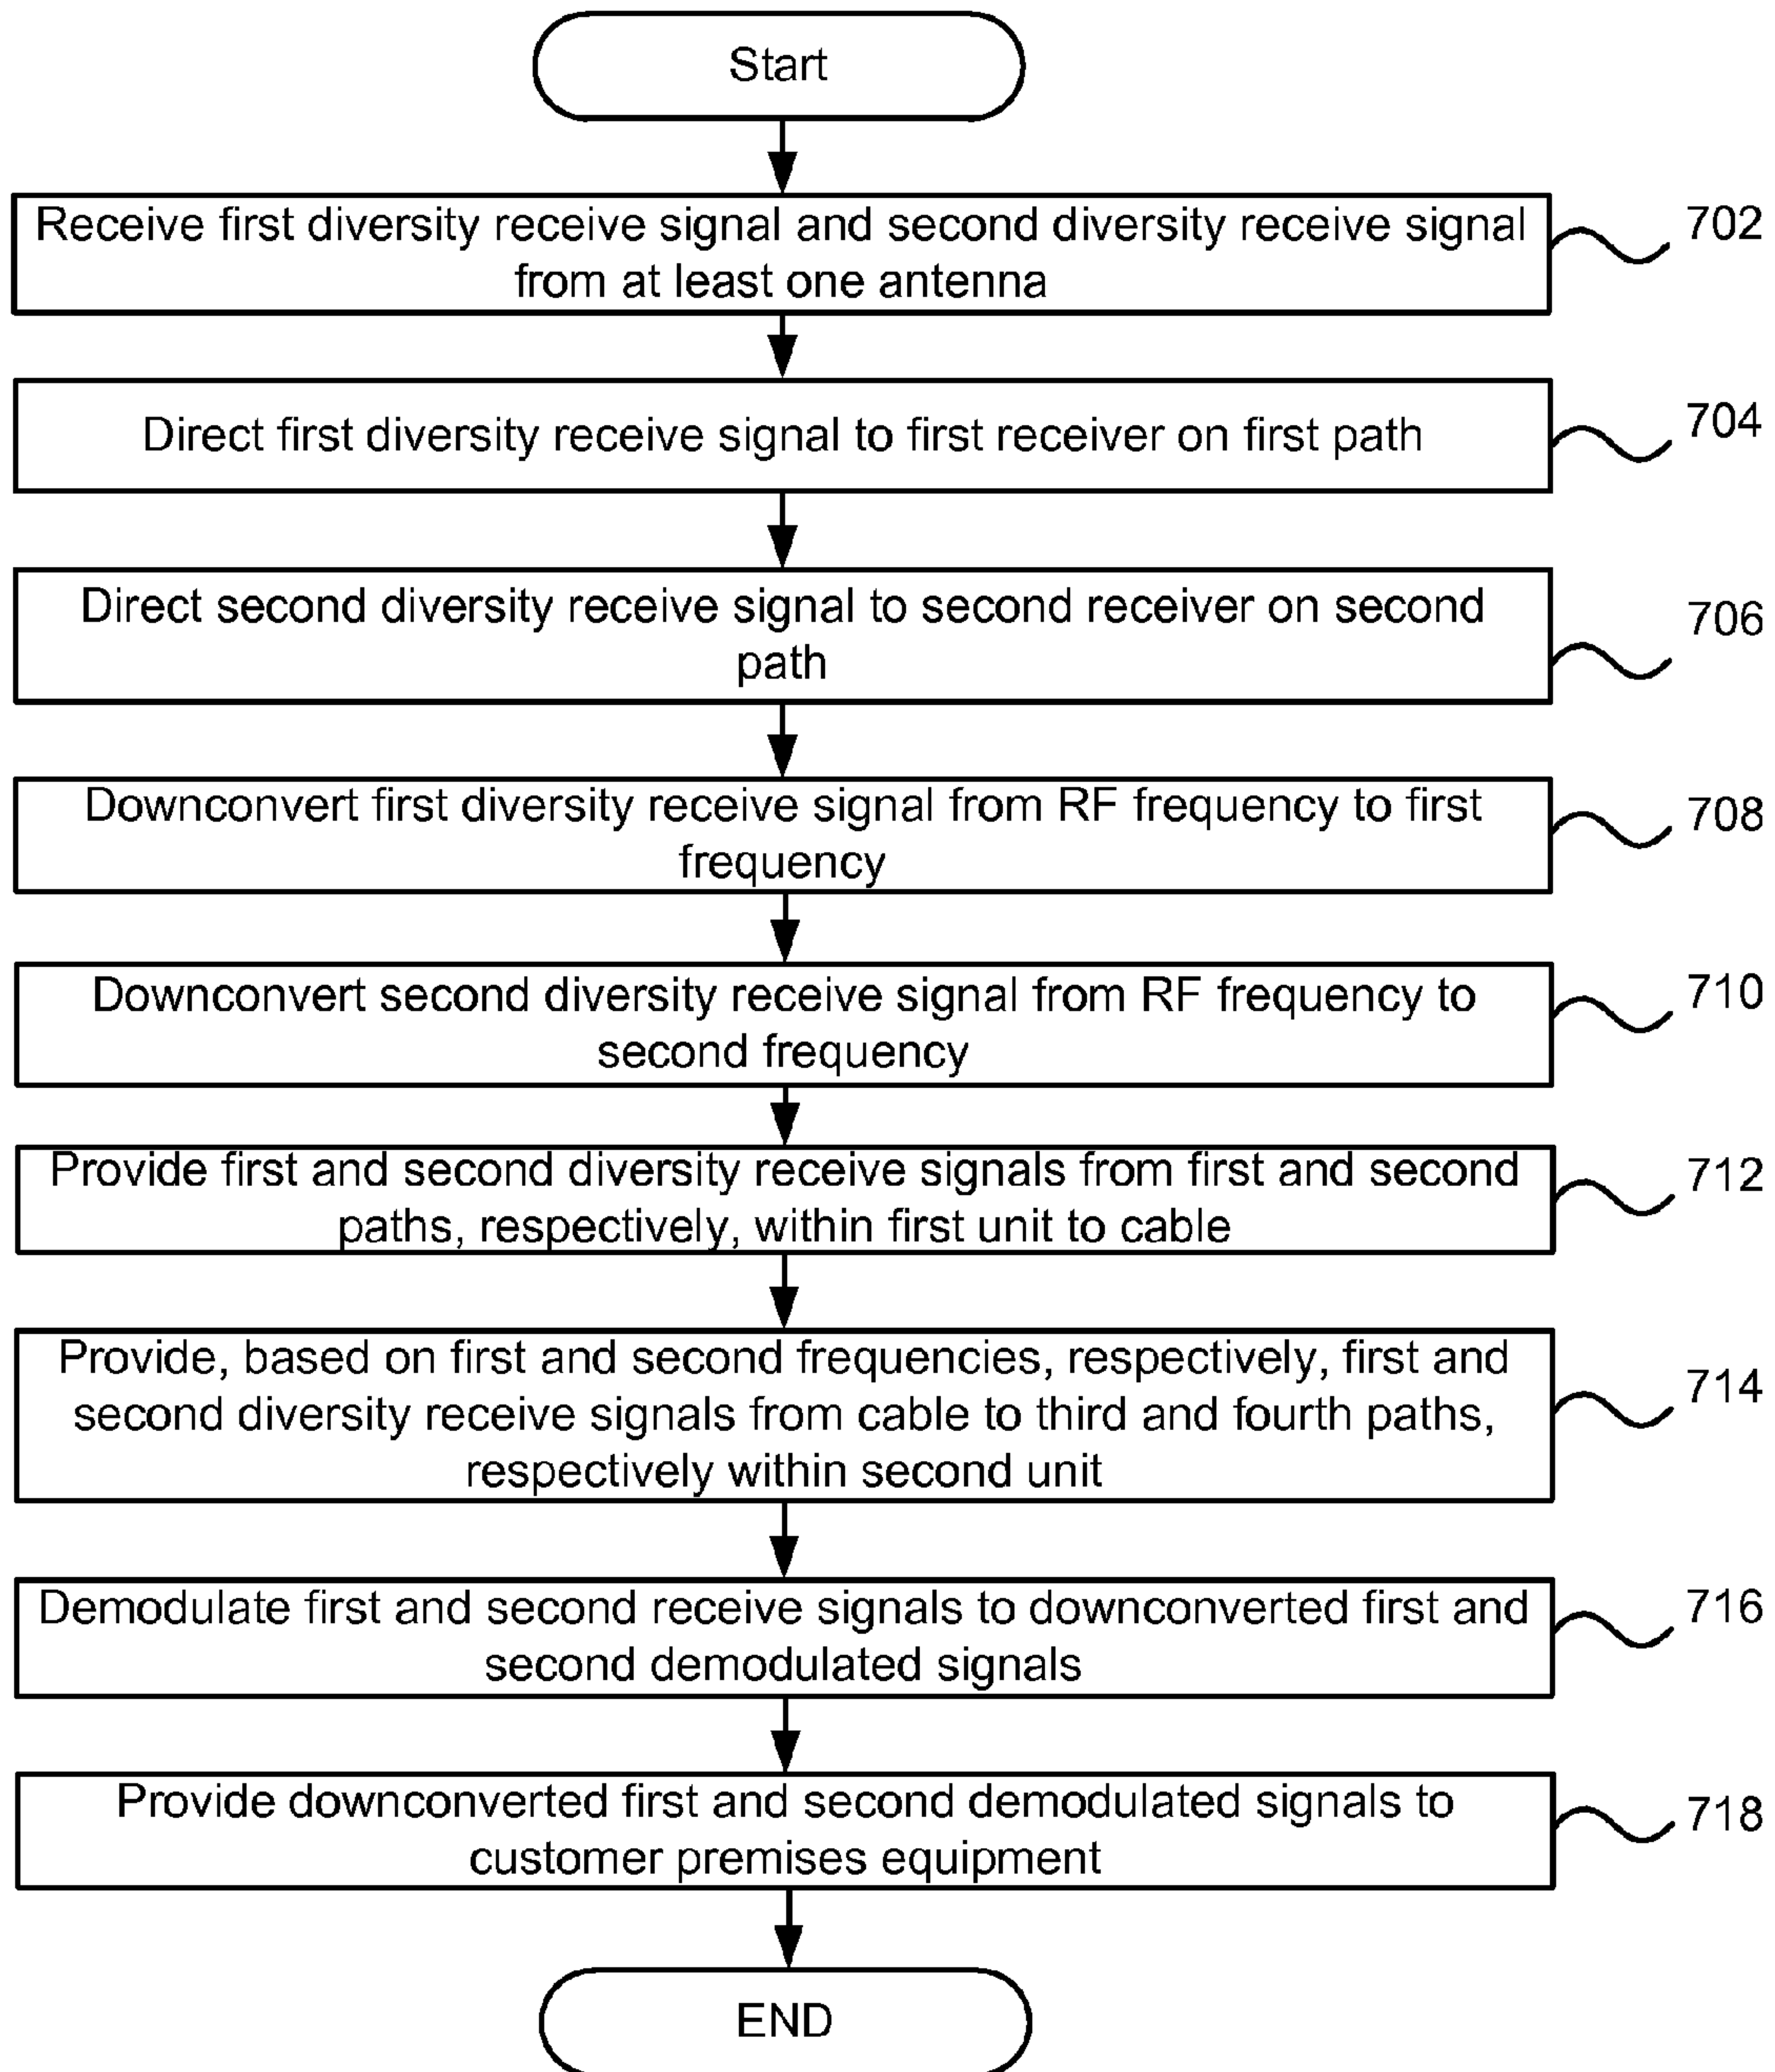 Start
Receive first diversity receive signal and second diversity receive signal
from at least one antenna
702
Direct first diversity receive signal to first receiver on first path
704
Direct second diversity receive signal to second receiver on second
path
706
Downconvert first diversity receive signal from RF frequency to first
frequency
708
Downconvert second diversity receive signal from RF frequency to
second frequency
710
Provide first and second diversity receive signals from first and second
paths, respectively, within first unit to cable
712
Provide, based on first and second frequencies, respectively, first and
second diversity receive signals from cable to third and fourth paths,
respectively within second unit
714
Demodulate first and second receive signals to downconverted first and
second demodulated signals
716
Provide downconverted first and second demodulated signals to
customer premises equipment
718
END